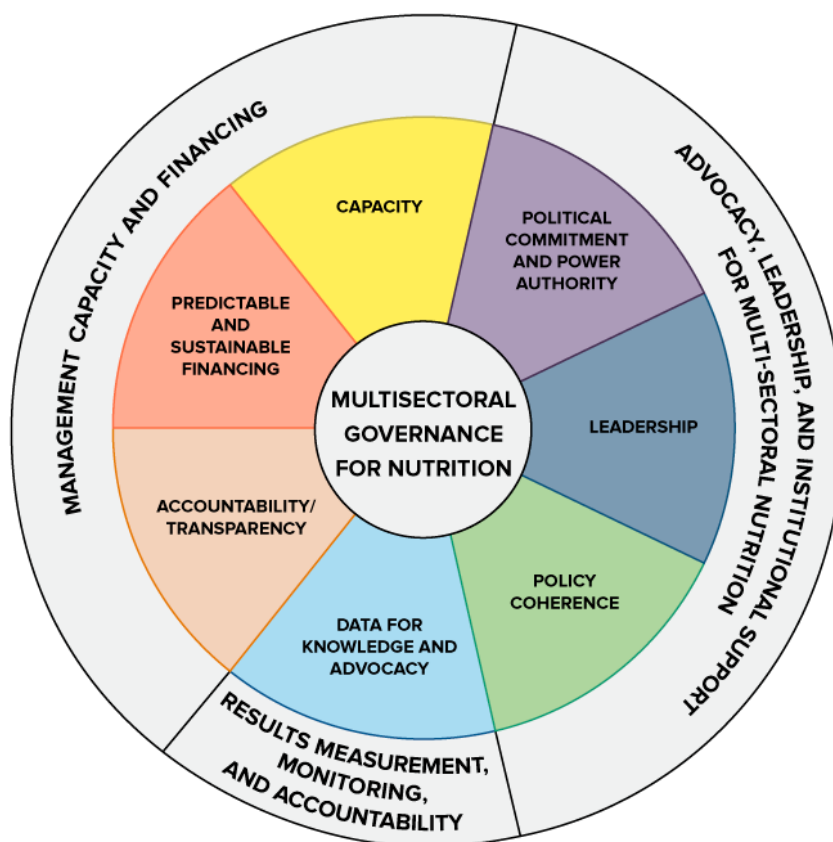 MANAGEMENT CAPACITY AND FINANCING
ADVOCACY, LEADERSHIP, AND INSTITUTIONAL SUPPORT
FOR MULTI-SECTORAL NUTRITION
CAPACITY
POLITICAL
COMMITMENT
AND POWER
AUTHORITY
PREDICTABLE
AND
SUSTAINABLE
FINANCING
MULTISECTORAL
GOVERNANCE
FOR NUTRITION
LEADERSHIP
ACCOUNTABILITY/
TRANSPARENCY
POLICY
COHERENCE
DATA FOR
KNOWLEDGE AND
ADVOCACY
RESULTS MEASUREMENT,
MONITORING,
AND ACCOUNTABILITY